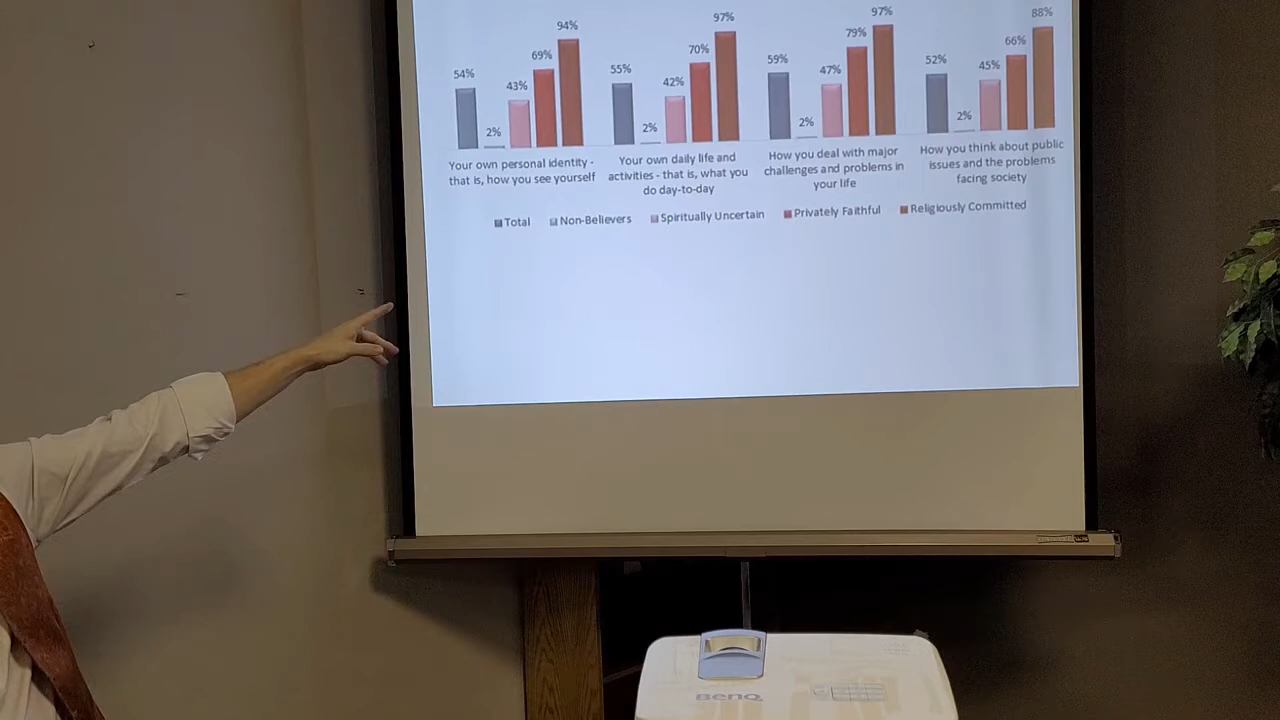 54%
2%
43%
69%
94%
55%
2%
42%
70%
97%
59%
2%
47%
79%
97%
52%
2%
45%
66%
88%
Your own personal identity -
that is, how you see yourself
Your own daily life and
activities - that is, what you
do day-to-day
How you deal with major
challenges and problems in
your life
How you think about public
issues and the problems
facing society
Total Non-Believers Spiritually Uncertain Privately Faithful Religiously Committed
BenQ